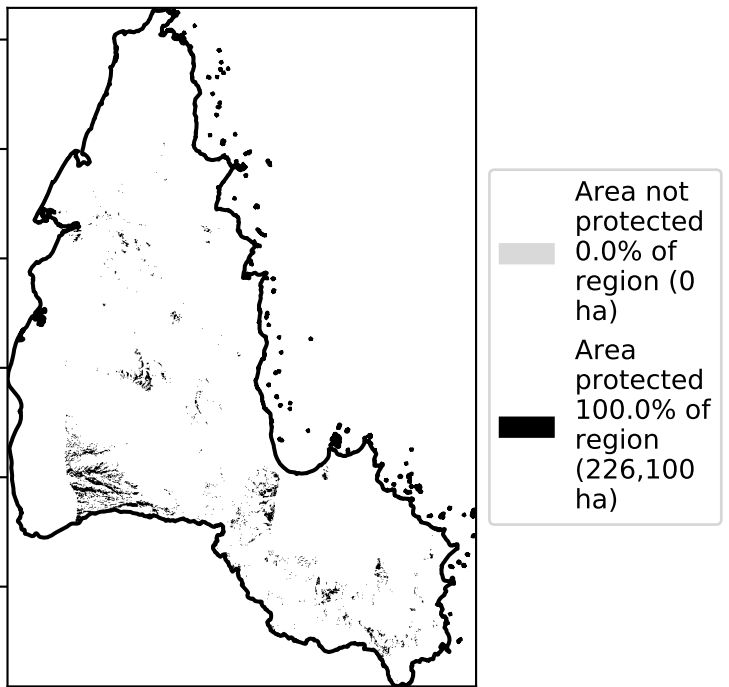 Area not
protected
0.0% of
region (0
ha)
Area
protected
100.0% of
region
(226,100
ha)